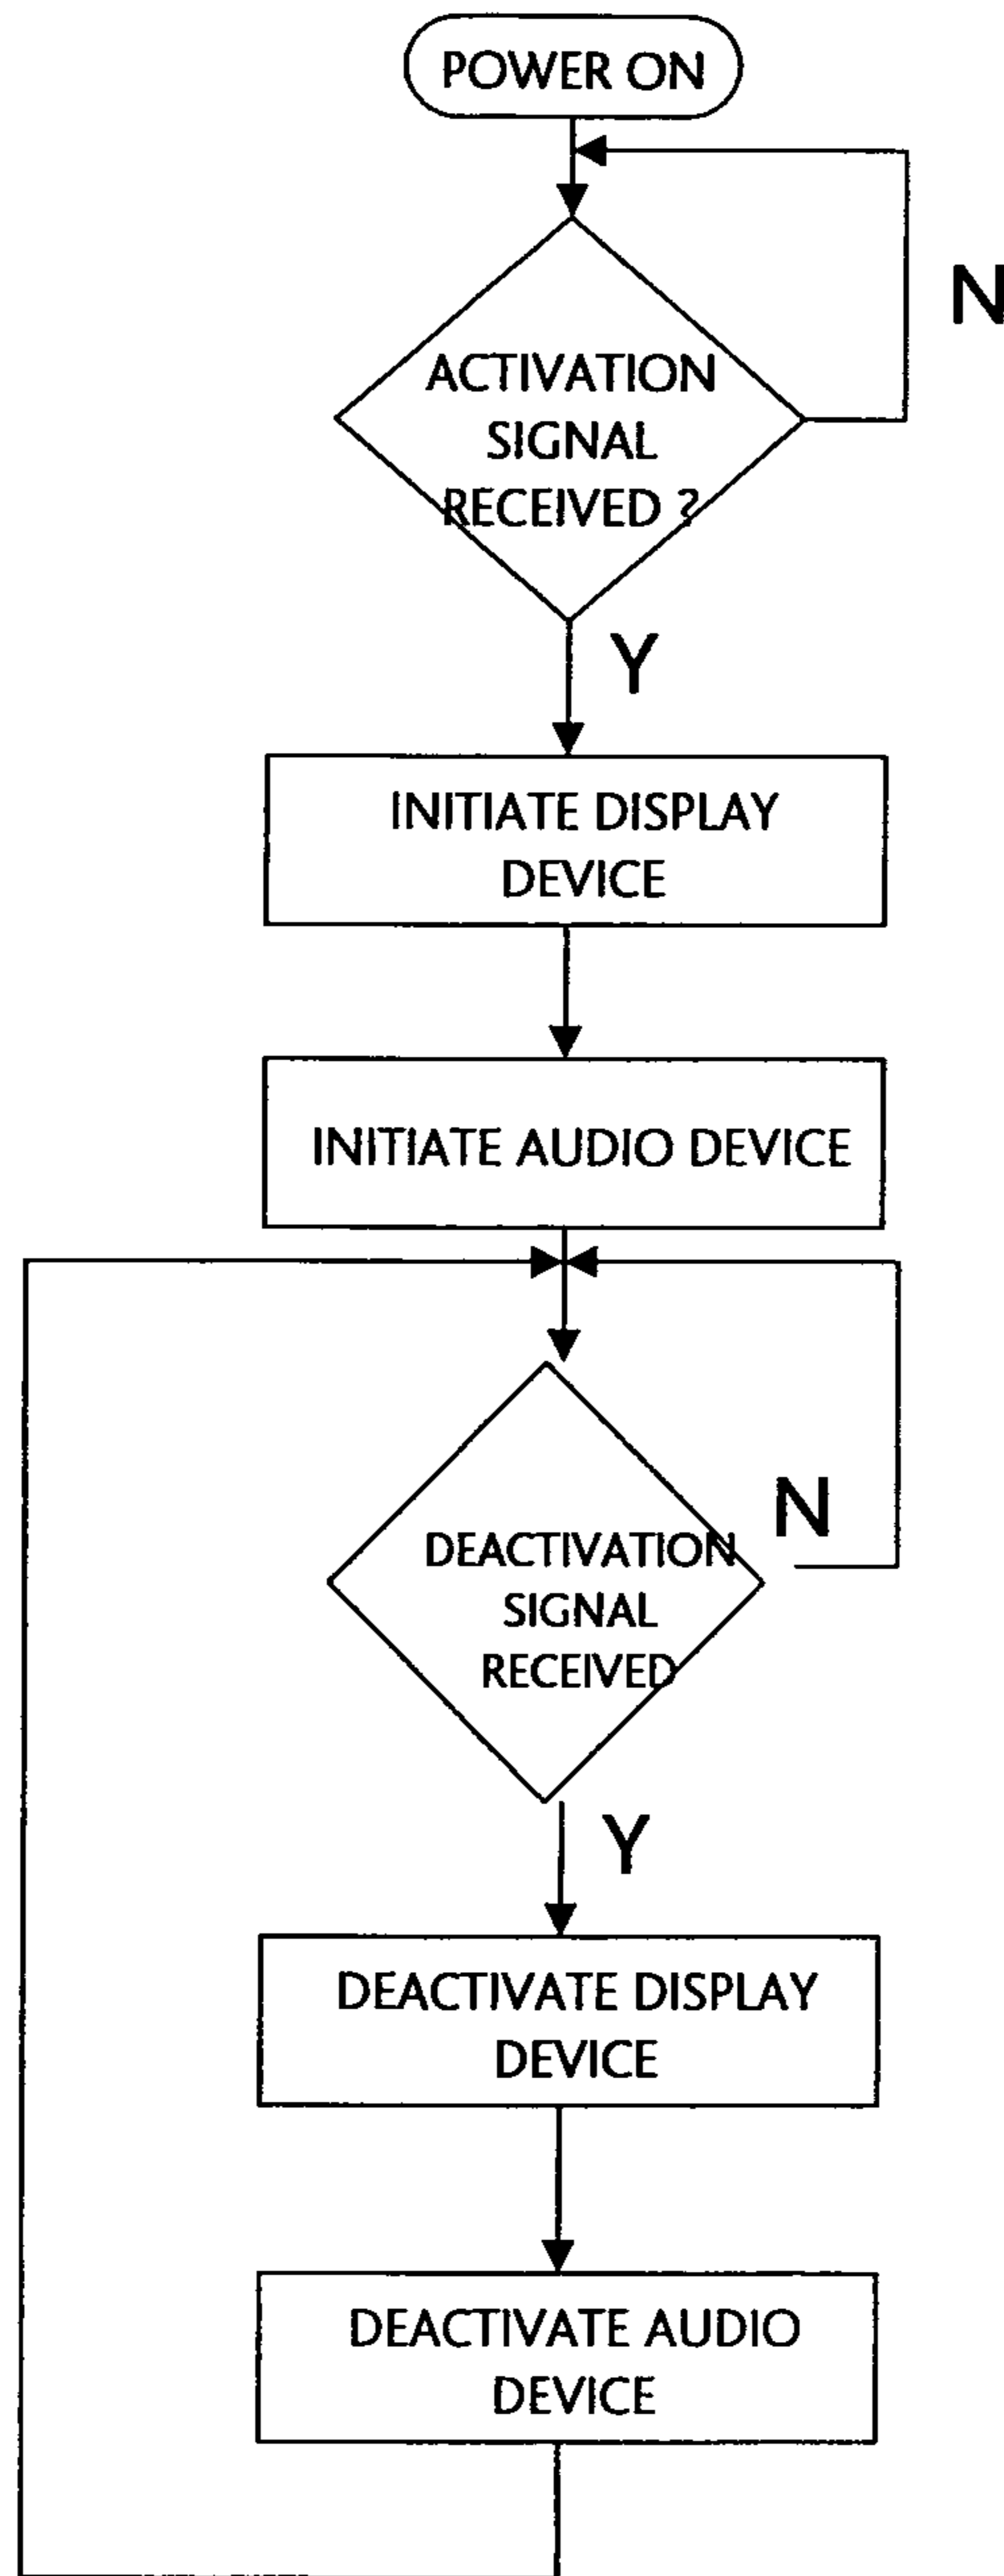 POWER ON
N
ACTIVATION
SIGNAL
RECEIVED ?
Y
INITIATE DISPLAY
DEVICE
INITIATE AUDIO DEVICE
N
DEACTIVATION
SIGNAL
RECEIVED
Y
DEACTIVATE DISPLAY
DEVICE
DEACTIVATE AUDIO
DEVICE